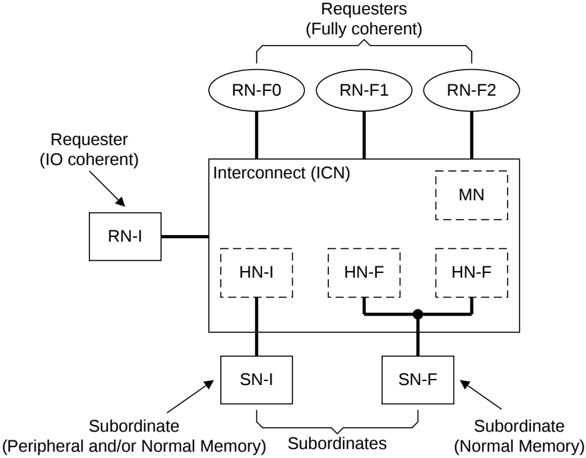 Requesters
(Fully coherent)
RN-F0
RN-F1
RN-F2
Requester
(IO coherent)
Interconnect (ICN)
MN
RN-I
HN-I
HN-F
HN-F
SN-I
SN-F
Subordinate
(Peripheral and/or Normal Memory)
Subordinates
Subordinate
(Normal Memory)